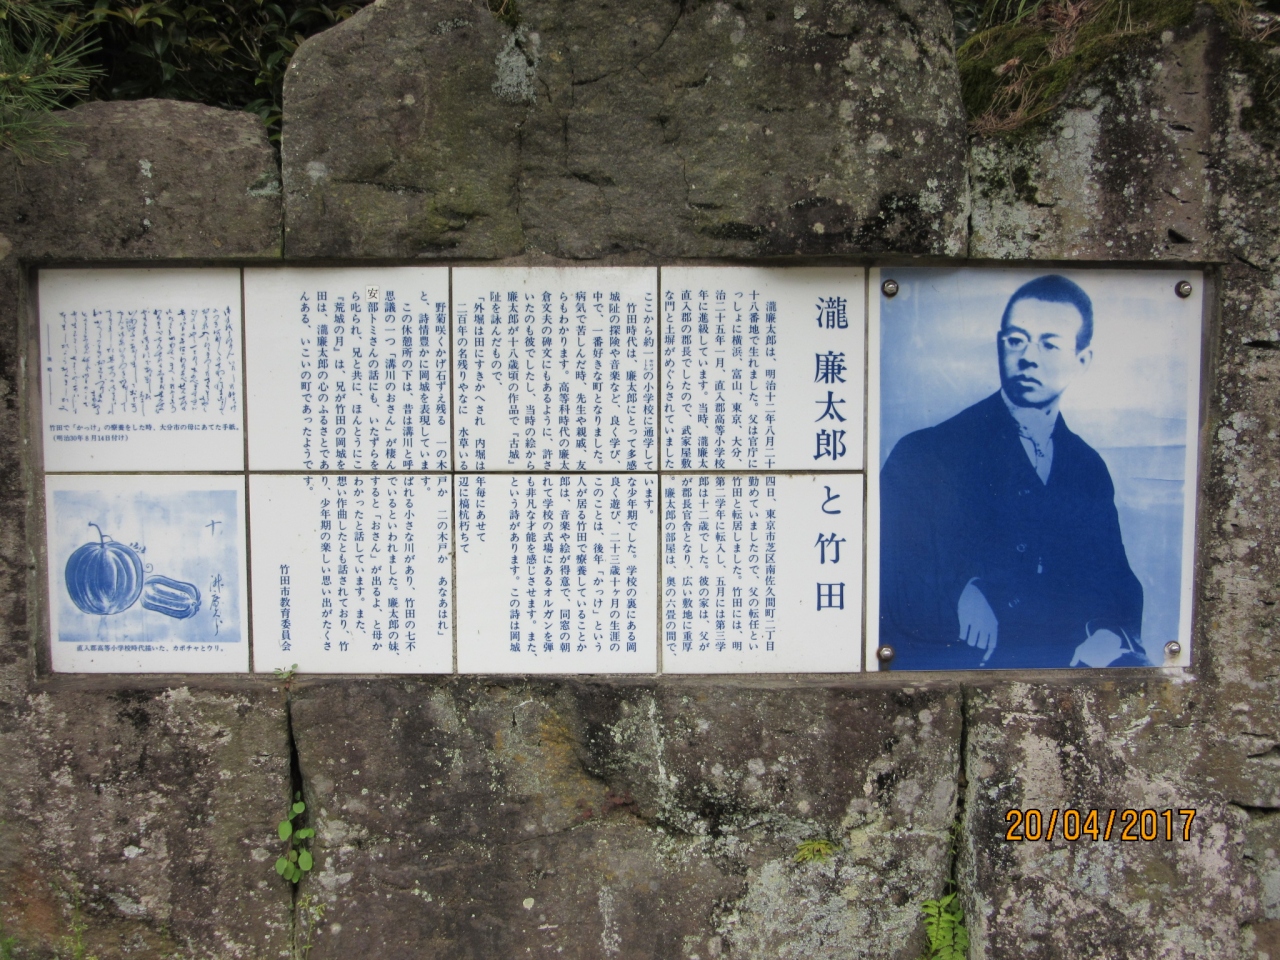 瀧 廉太郎と竹田
瀧廉太郎は、明治十二年八月二十四日、東京市芝区南佐久間町二丁目
十八番地で生れました。父は官庁に勤めていましたので、父の転任とい
っしょに横浜、富山、東京、大分、竹田と転居しました。竹田には、明
治二十五年一月、直入郡高等小学校第二学年に転入し、五月には第三学
年に進級しています。当時、瀧廉太郎は十二歳でした。彼の家は、父が
直入郡の郡長でしたので、武家屋敷が郡長官舎となり、広い敷地に重厚
な門と土塀がめぐらされていました。廉太郎の部屋は、奥の六畳の間で、
ここから約一㌔の小学校に通学しています。
竹田時代は、廉太郎にとって多感な少年期でした。学校の裏にある岡
城阯の探険や音楽など、良く学び、良く遊び、二十三歳十ヶ月の生涯の
中で、一番好きな町となりました。このことは、後年「かっけ」という
病気で苦しんだ時、先生や親戚、友人が居る竹田で療養していることか
らもわかります。高等科時代の廉太郎は、音楽や絵が得意で、同窓の朝
倉文夫の碑文にもあるように、許されて学校の式場にあるオルガンを弾
いたのも彼でしたし、当時の絵からも非凡な才能を感じさせます。また、
廉太郎が十八歳頃の作品で「古城」という詩があります。この詩は岡城
阯を詠んだもので、
「外堀は田にすきかへされ　内堀は年毎にあせて
二百年の名残りやなに　水草いる辺に槁杭朽ちて
野菊咲くかげ石ずえ残る　一の木戸か　二の木戸か　あなあはれ」
と、詩情豊かに岡城を表現しています。
この休憩所の下は、昔は溝川と呼ばれる小さな川があり、竹田の七不
思議の一つ「溝川のおさん」が棲んでいるといわれました。廉太郎の妹、
安部トミさんの話にも、いたずらをすると「おさん」が出るよ、と母か
ら叱られ、兄と共に、ほんとうにこわかったと話しています。また、
『荒城の月』は、兄が竹田の岡城を想い作曲したとも話されており、竹
田は、瀧廉太郎の心のふるさとであり、少年期の楽しい思い出がたくさ
んある、いこいの町であったようです。
竹田市教育委員会
竹田で「かっけ」の療養をした時、大分市の母にあてた手紙。
(明治30年8月14日付け)
直入郡高等小学校時代描いた、カボチャとウリ。
20/04/2017